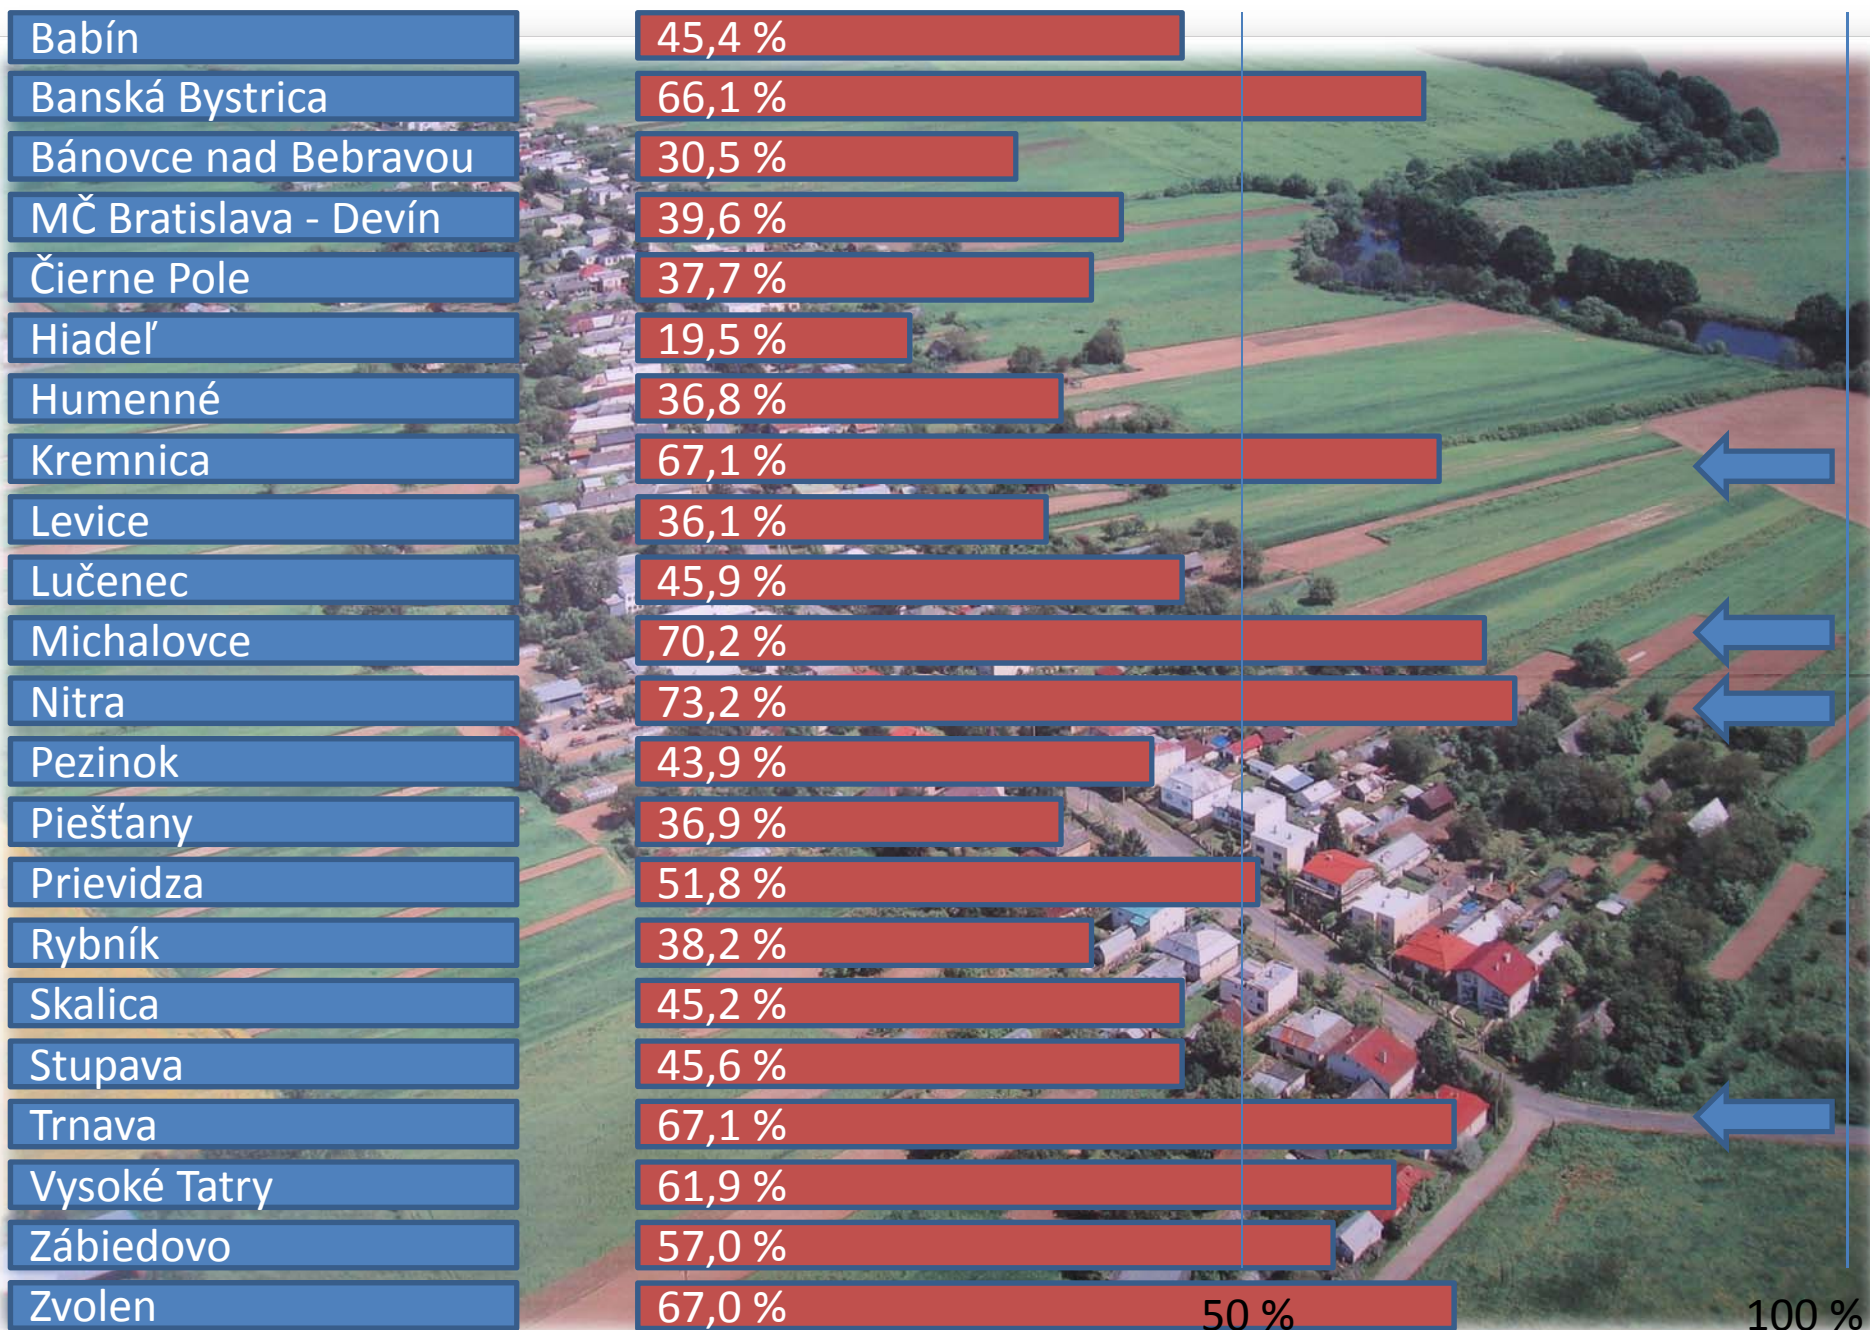 Babín 45,4 %
Banská Bystrica 66,1 %
Bánovce nad Bebravou 30,5 %
MČ Bratislava - Devín 39,6 %
Čierne Pole 37,7 %
Hiadeľ 19,5 %
Humenné 36,8 %
Kremnica 67,1 %
Levice 36,1 %
Lučenec 45,9 %
Michalovce 70,2 %
Nitra 73,2 %
Pezinok 43,9 %
Piešťany 36,9 %
Prievidza 51,8 %
Rybník 38,2 %
Skalica 45,2 %
Stupava 45,6 %
Trnava 67,1 %
Vysoké Tatry 61,9 %
Zábiedovo 57,0 %
Zvolen 67,0 %
50 % 100 %